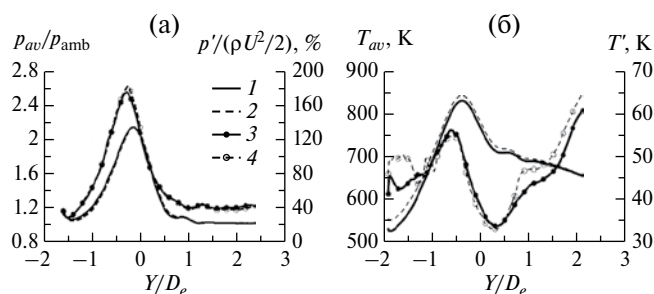 (а) (б)
p_av/p_amb p′/(ρU²/2), % T_av, K T′, K
2.8 200 900 70
2.4 160 800 60
2.0 120 700 50
1.6 80 600 40
1.2 40 500 30
0.8 0
1
2
3
4
−2 −1 0 1 2 3 −2 −1 0 1 2 3
Y/D_e Y/D_e